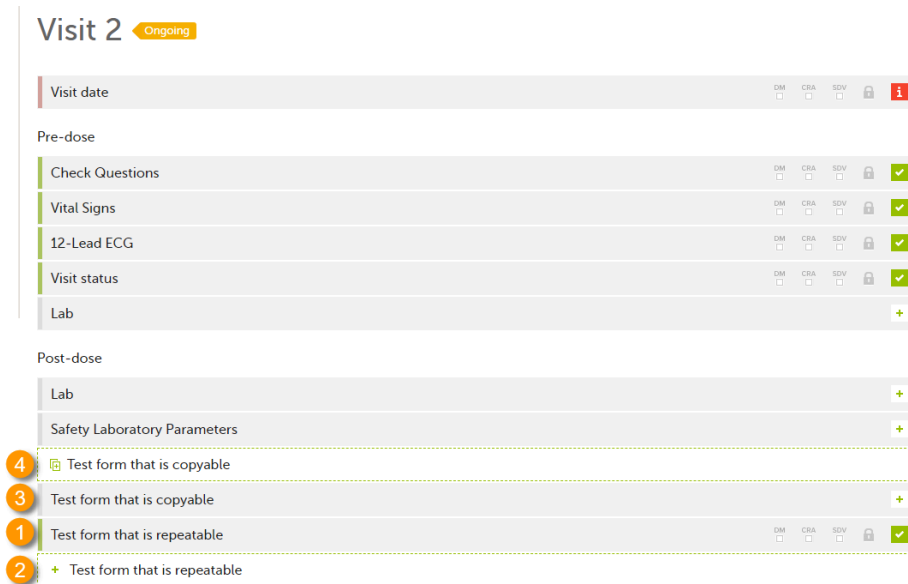 Visit 2 Ongoing
Visit date DM CRA SDV i
Pre-dose
Check Questions DM CRA SDV
Vital Signs DM CRA SDV
12-Lead ECG DM CRA SDV
Visit status DM CRA SDV
Lab +
Post-dose
Lab +
Safety Laboratory Parameters +
4 Test form that is copyable
3 Test form that is copyable +
1 Test form that is repeatable DM CRA SDV
2 + Test form that is repeatable